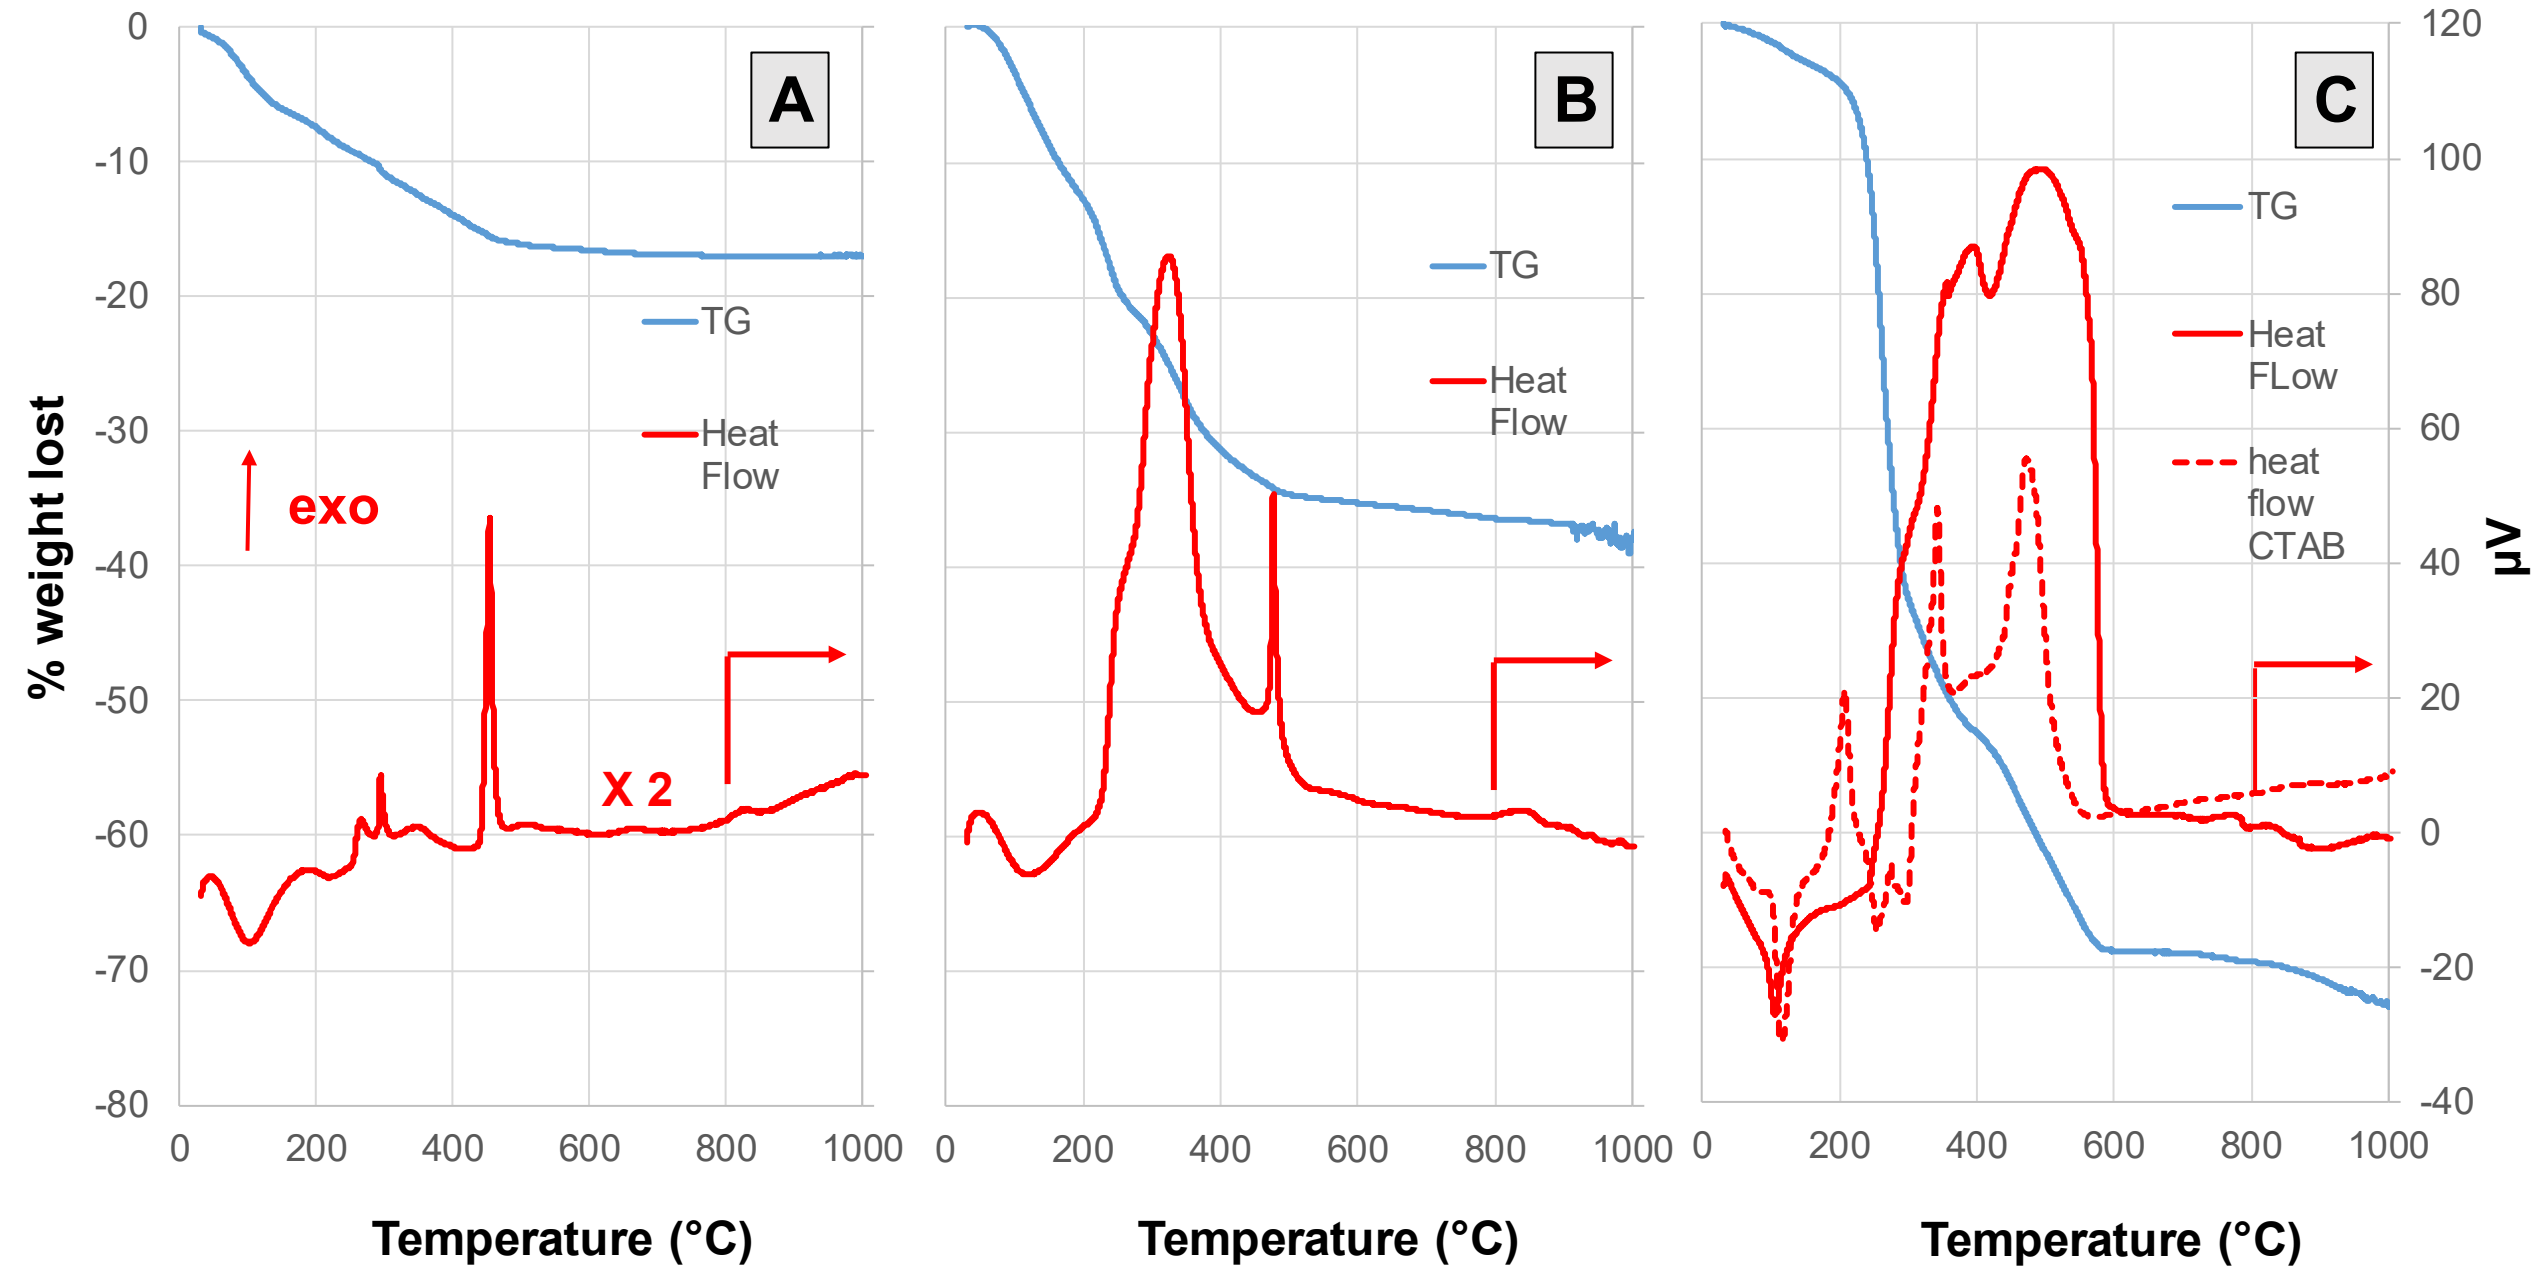 A
B
C
% weight lost
0
-10
-20
-30
-40
-50
-60
-70
-80
TG
Heat
Flow
exo
X 2
0
200
400
600
800
1000
Temperature (°C)
TG
Heat
Flow
0
200
400
600
800
1000
Temperature (°C)
TG
Heat
FLow
heat
flow
CTAB
120
100
80
60
40
20
0
-20
-40
µV
0
200
400
600
800
1000
Temperature (°C)